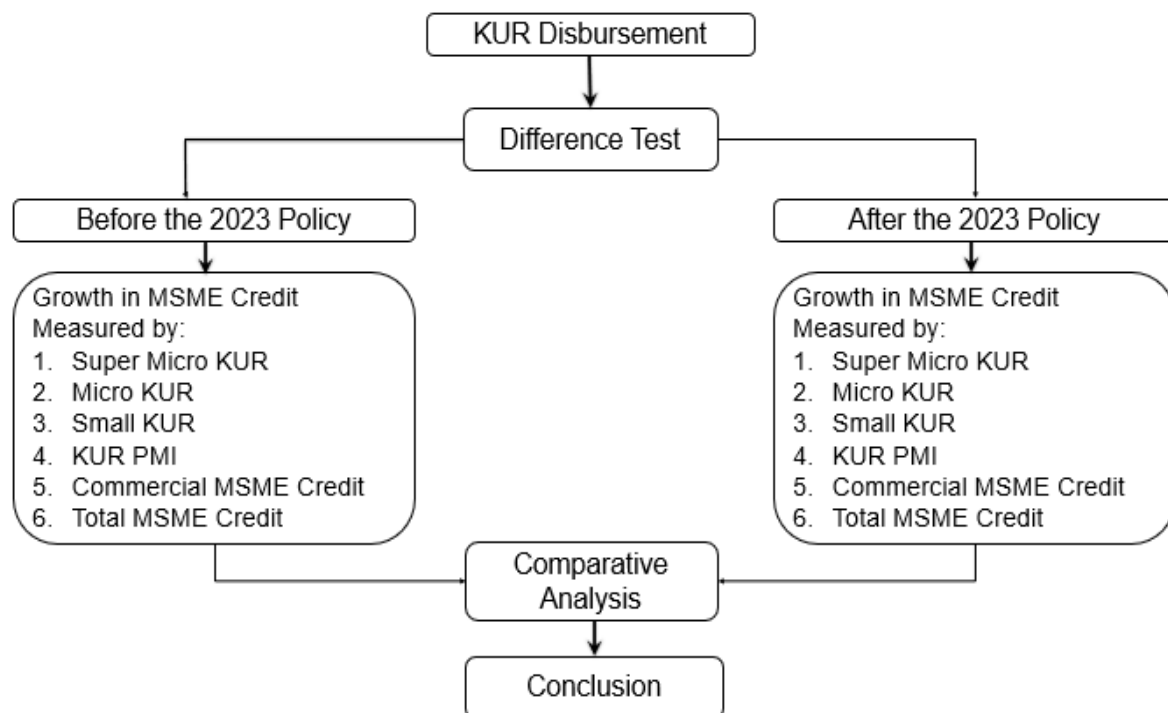 KUR Disbursement
Difference Test
Before the 2023 Policy
After the 2023 Policy
Growth in MSME Credit
Measured by:
1. Super Micro KUR
2. Micro KUR
3. Small KUR
4. KUR PMI
5. Commercial MSME Credit
6. Total MSME Credit
Growth in MSME Credit
Measured by:
1. Super Micro KUR
2. Micro KUR
3. Small KUR
4. KUR PMI
5. Commercial MSME Credit
6. Total MSME Credit
Comparative
Analysis
Conclusion